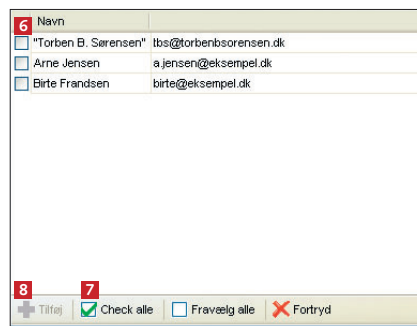 6 Navn
"Torben B. Sørensen" tbs@torbenbsorensen.dk
Arne Jensen a.jensen@eksempel.dk
Birte Frandsen birte@eksempel.dk
8 7
Tilføj Check alle Fravælg alle Fortryd